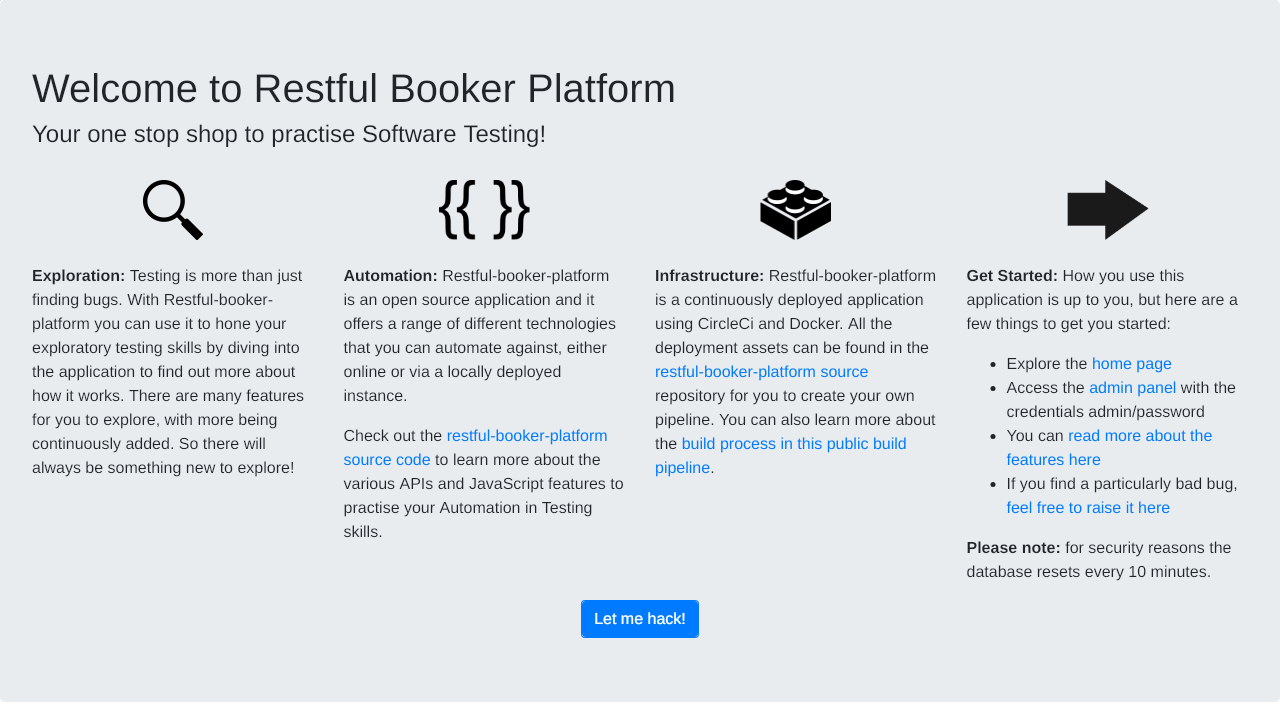 Welcome to Restful Booker Platform
Your one stop shop to practise Software Testing!
{{ }}
Exploration: Testing is more than just
finding bugs. With Restful-booker-
platform you can use it to hone your
exploratory testing skills by diving into
the application to find out more about
how it works. There are many features
for you to explore, with more being
continuously added. So there will
always be something new to explore!
Automation: Restful-booker-platform
is an open source application and it
offers a range of different technologies
that you can automate against, either
online or via a locally deployed
instance.
Check out the restful-booker-platform
source code to learn more about the
various APIs and JavaScript features to
practise your Automation in Testing
skills.
Infrastructure: Restful-booker-platform
is a continuously deployed application
using CircleCi and Docker. All the
deployment assets can be found in the
restful-booker-platform source
repository for you to create your own
pipeline. You can also learn more about
the build process in this public build
pipeline.
Get Started: How you use this
application is up to you, but here are a
few things to get you started:
• Explore the home page
• Access the admin panel with the
credentials admin/password
• You can read more about the
features here
• If you find a particularly bad bug,
feel free to raise it here
Please note: for security reasons the
database resets every 10 minutes.
Let me hack!